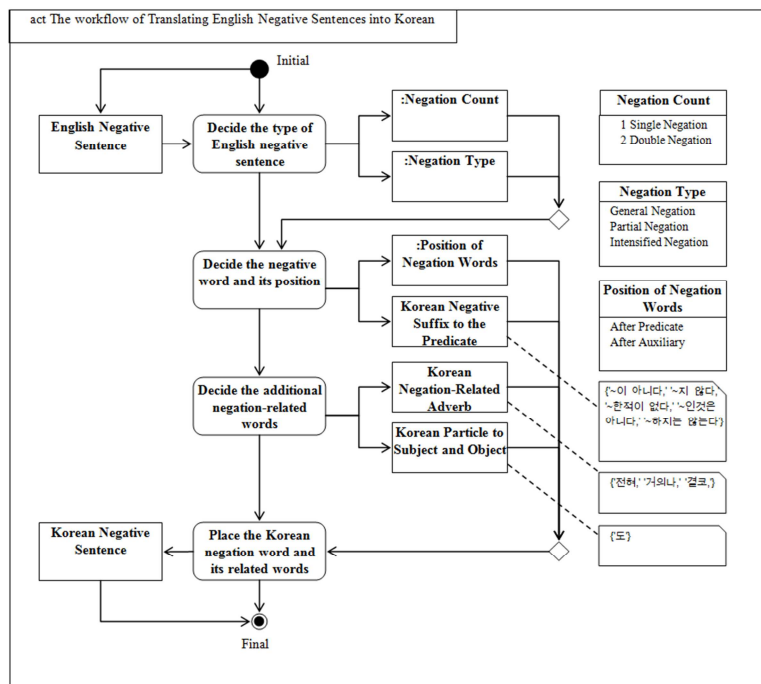 act The workflow of Translating English Negative Sentences into Korean
Initial
English Negative
Sentence
Decide the type of
English negative
sentence
:Negation Count
:Negation Type
Negation Count
1 Single Negation
2 Double Negation
Negation Type
General Negation
Partial Negation
Intensified Negation
Decide the negative
word and its position
:Position of
Negation Words
Korean Negative
Suffix to the
Predicate
Position of Negation
Words
After Predicate
After Auxiliary
Decide the additional
negation-related
words
Korean
Negation-Related
Adverb
Korean Particle to
Subject and Object
{'~이 아니다,' '~지 않다,'
'~한적이 없다,' '~인것은
아니다,' '~하지는 않는다'}
{'전혀,' '거의나,' '결코,'}
{'도'}
Korean Negative
Sentence
Place the Korean
negation word and
its related words
Final